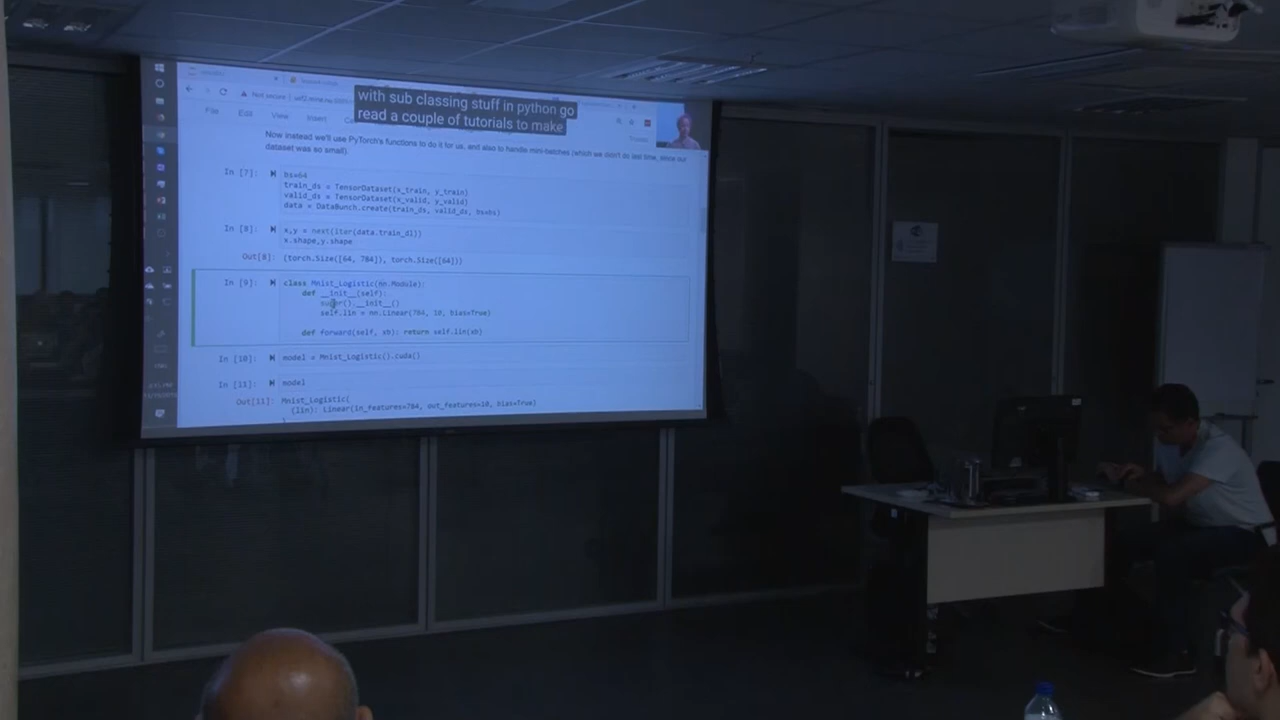 with sub classing stuff in python go
read a couple of tutorials to make
Not secure
File Edit View Insert
Now instead we'll use PyTorch's functions to do it for us, and also to handle mini-batches (which we didn't do last time, since our
dataset was so small)
In [7]: bs=64
train_ds = TensorDataset(x_train, y_train)
valid_ds = TensorDataset(x_valid, y_valid)
data = DataBunch.create(train_ds, valid_ds, bs=bs)
In [8]: x,y = next(iter(data.train_dl))
x.shape,y.shape
Out[8]: (torch.Size([64, 784]), torch.Size([64]))
In [9]: class Mnist_Logistic(nn.Module):
def __init__(self):
super().__init__()
self.lin = nn.Linear(784, 10, bias=True)
def forward(self, xb): return self.lin(xb)
In [10]: model = Mnist_Logistic().cuda()
In [11]: model
Out[11]: Mnist_Logistic(
(lin): Linear(in_features=784, out_features=10, bias=True)